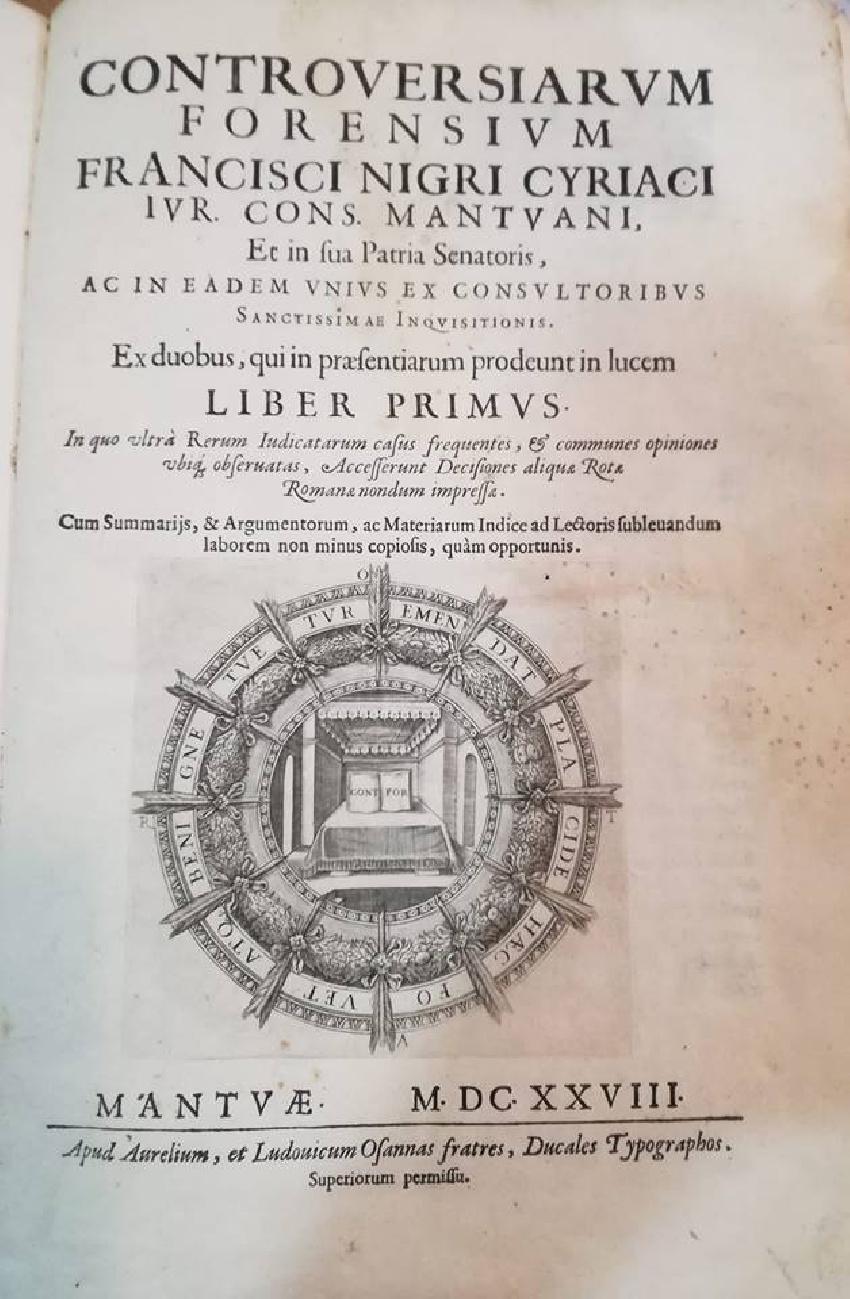 CONTROVERSIARVM
FORENSIVM
FRANCISCI NIGRI CYRIACI
IVR. CONS. MANTVANI,
Et in ſua Patria Senatoris,
AC IN EADEM VNIVS EX CONSVLTORIBVS
SANCTISSIMAE INQVISITIONIS.
Ex duobus, qui in præſentiarum prodeunt in lucem
LIBER PRIMVS.
In quo vltrà Rerum Iudicatarum caſus frequentes, & communes opiniones
vbiq; obſeruatas, Acceſſerunt Deciſiones aliquæ Rotæ
Romanæ nondum impreſſæ.
Cum Summarijs, & Argumentorum, ac Materiarum Indice ad Lectoris ſubleuandum
laborem non minus copioſis, quàm opportunis.
O
TVE TVR EMEN DAT PLA CIDE HAC FO VET ATQ. BENI GNE
CONT FOR
R
T
V
MANTVÆ. M. DC. XXVIII.
Apud Aurelium, et Ludouicum Oſannas fratres, Ducales Typographos.
Superiorum permiſſu.